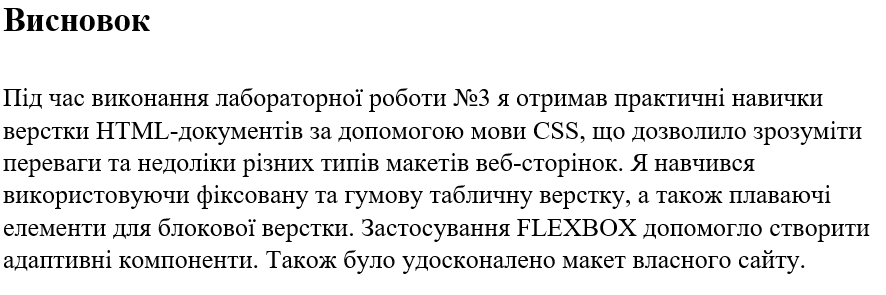 Висновок
Під час виконання лабораторної роботи №3 я отримав практичні навички
верстки HTML-документів за допомогою мови CSS, що дозволило зрозуміти
переваги та недоліки різних типів макетів веб-сторінок. Я навчився
використовуючи фіксовану та гумову табличну верстку, а також плаваючі
елементи для блокової верстки. Застосування FLEXBOX допомогло створити
адаптивні компоненти. Також було удосконалено макет власного сайту.